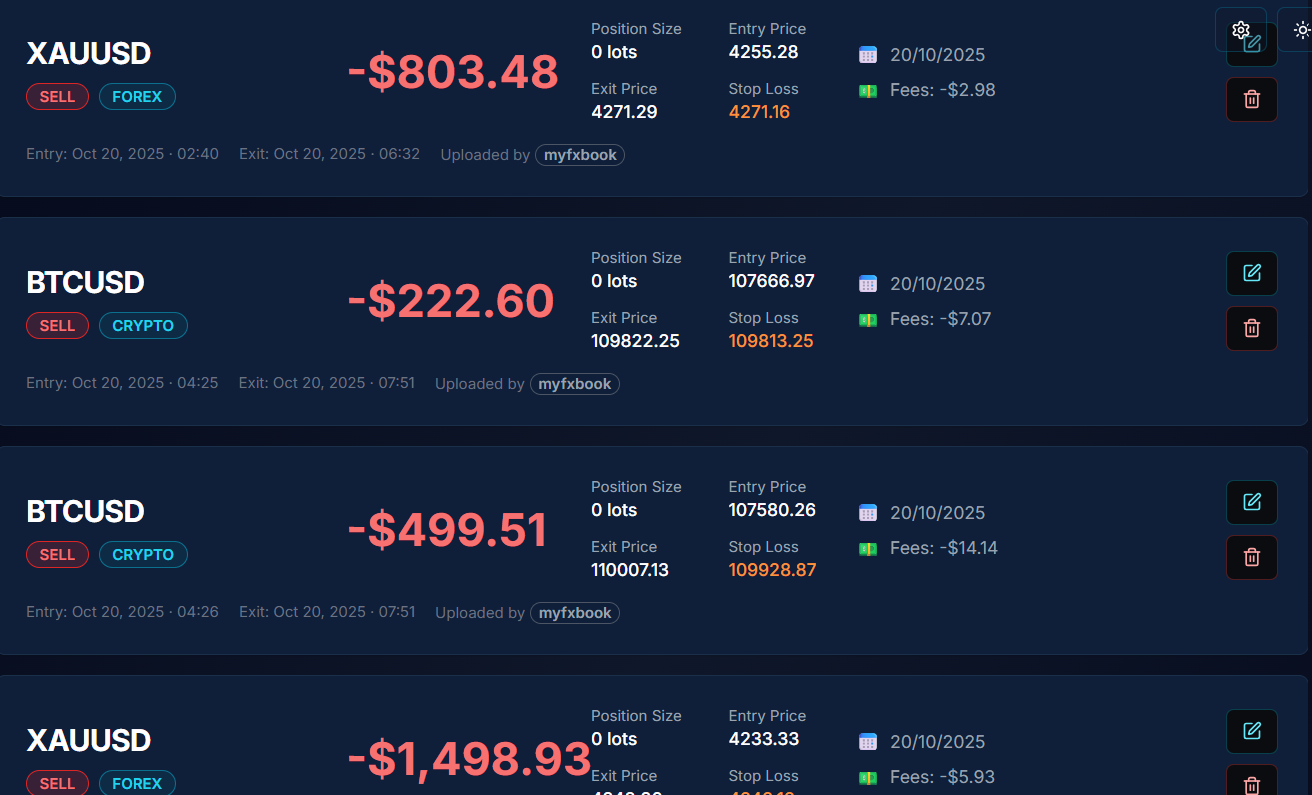 XAUUSD
SELL FOREX
-$803.48
Position Size
0 lots
Entry Price
4255.28
Exit Price
4271.29
Stop Loss
4271.16
20/10/2025
Fees: -$2.98
Entry: Oct 20, 2025 · 02:40 Exit: Oct 20, 2025 · 06:32 Uploaded by myfxbook
BTCUSD
SELL CRYPTO
-$222.60
Position Size
0 lots
Entry Price
107666.97
Exit Price
109822.25
Stop Loss
109813.25
20/10/2025
Fees: -$7.07
Entry: Oct 20, 2025 · 04:25 Exit: Oct 20, 2025 · 07:51 Uploaded by myfxbook
BTCUSD
SELL CRYPTO
-$499.51
Position Size
0 lots
Entry Price
107580.26
Exit Price
110007.13
Stop Loss
109928.87
20/10/2025
Fees: -$14.14
Entry: Oct 20, 2025 · 04:26 Exit: Oct 20, 2025 · 07:51 Uploaded by myfxbook
XAUUSD
SELL FOREX
-$1,498.93
Position Size
0 lots
Entry Price
4233.33
Exit Price
Stop Loss
20/10/2025
Fees: -$5.93